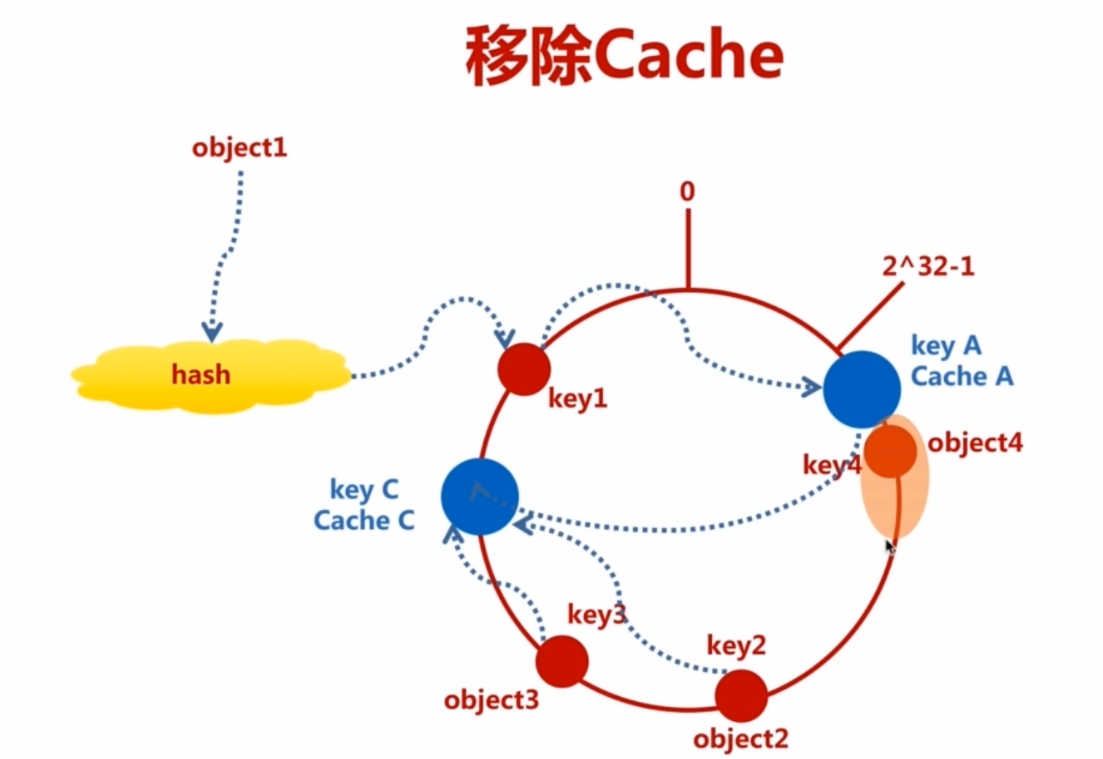 移除Cache
object1
0
2^32-1
hash
key A
Cache A
key1
object4
key4
key C
Cache C
key3
key2
object3
object2